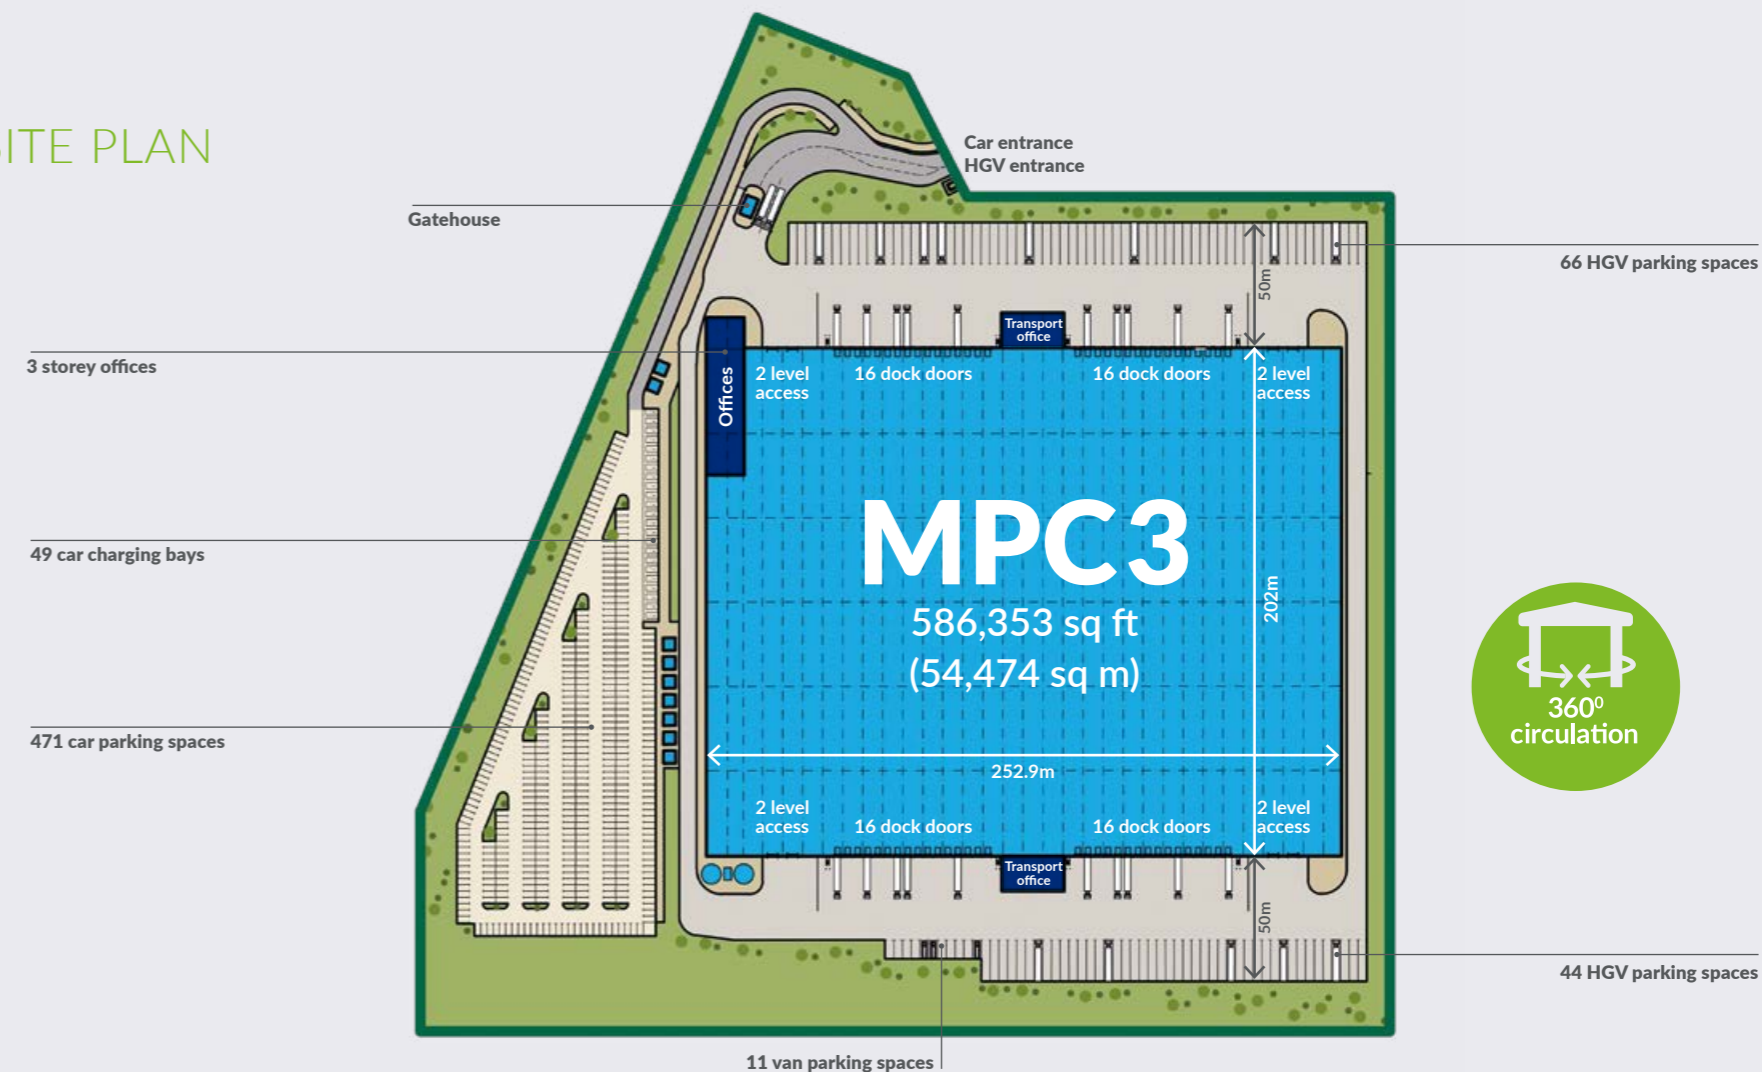 SITE PLAN
Car entrance
HGV entrance
Gatehouse
66 HGV parking spaces
50m
Transport
office
3 storey offices
Offices
2 level
access
16 dock doors
16 dock doors
2 level
access
MPC3
586,353 sq ft
(54,474 sq m)
202m
49 car charging bays
360⁰
circulation
471 car parking spaces
252.9m
2 level
access
16 dock doors
16 dock doors
2 level
access
Transport
office
50m
44 HGV parking spaces
11 van parking spaces